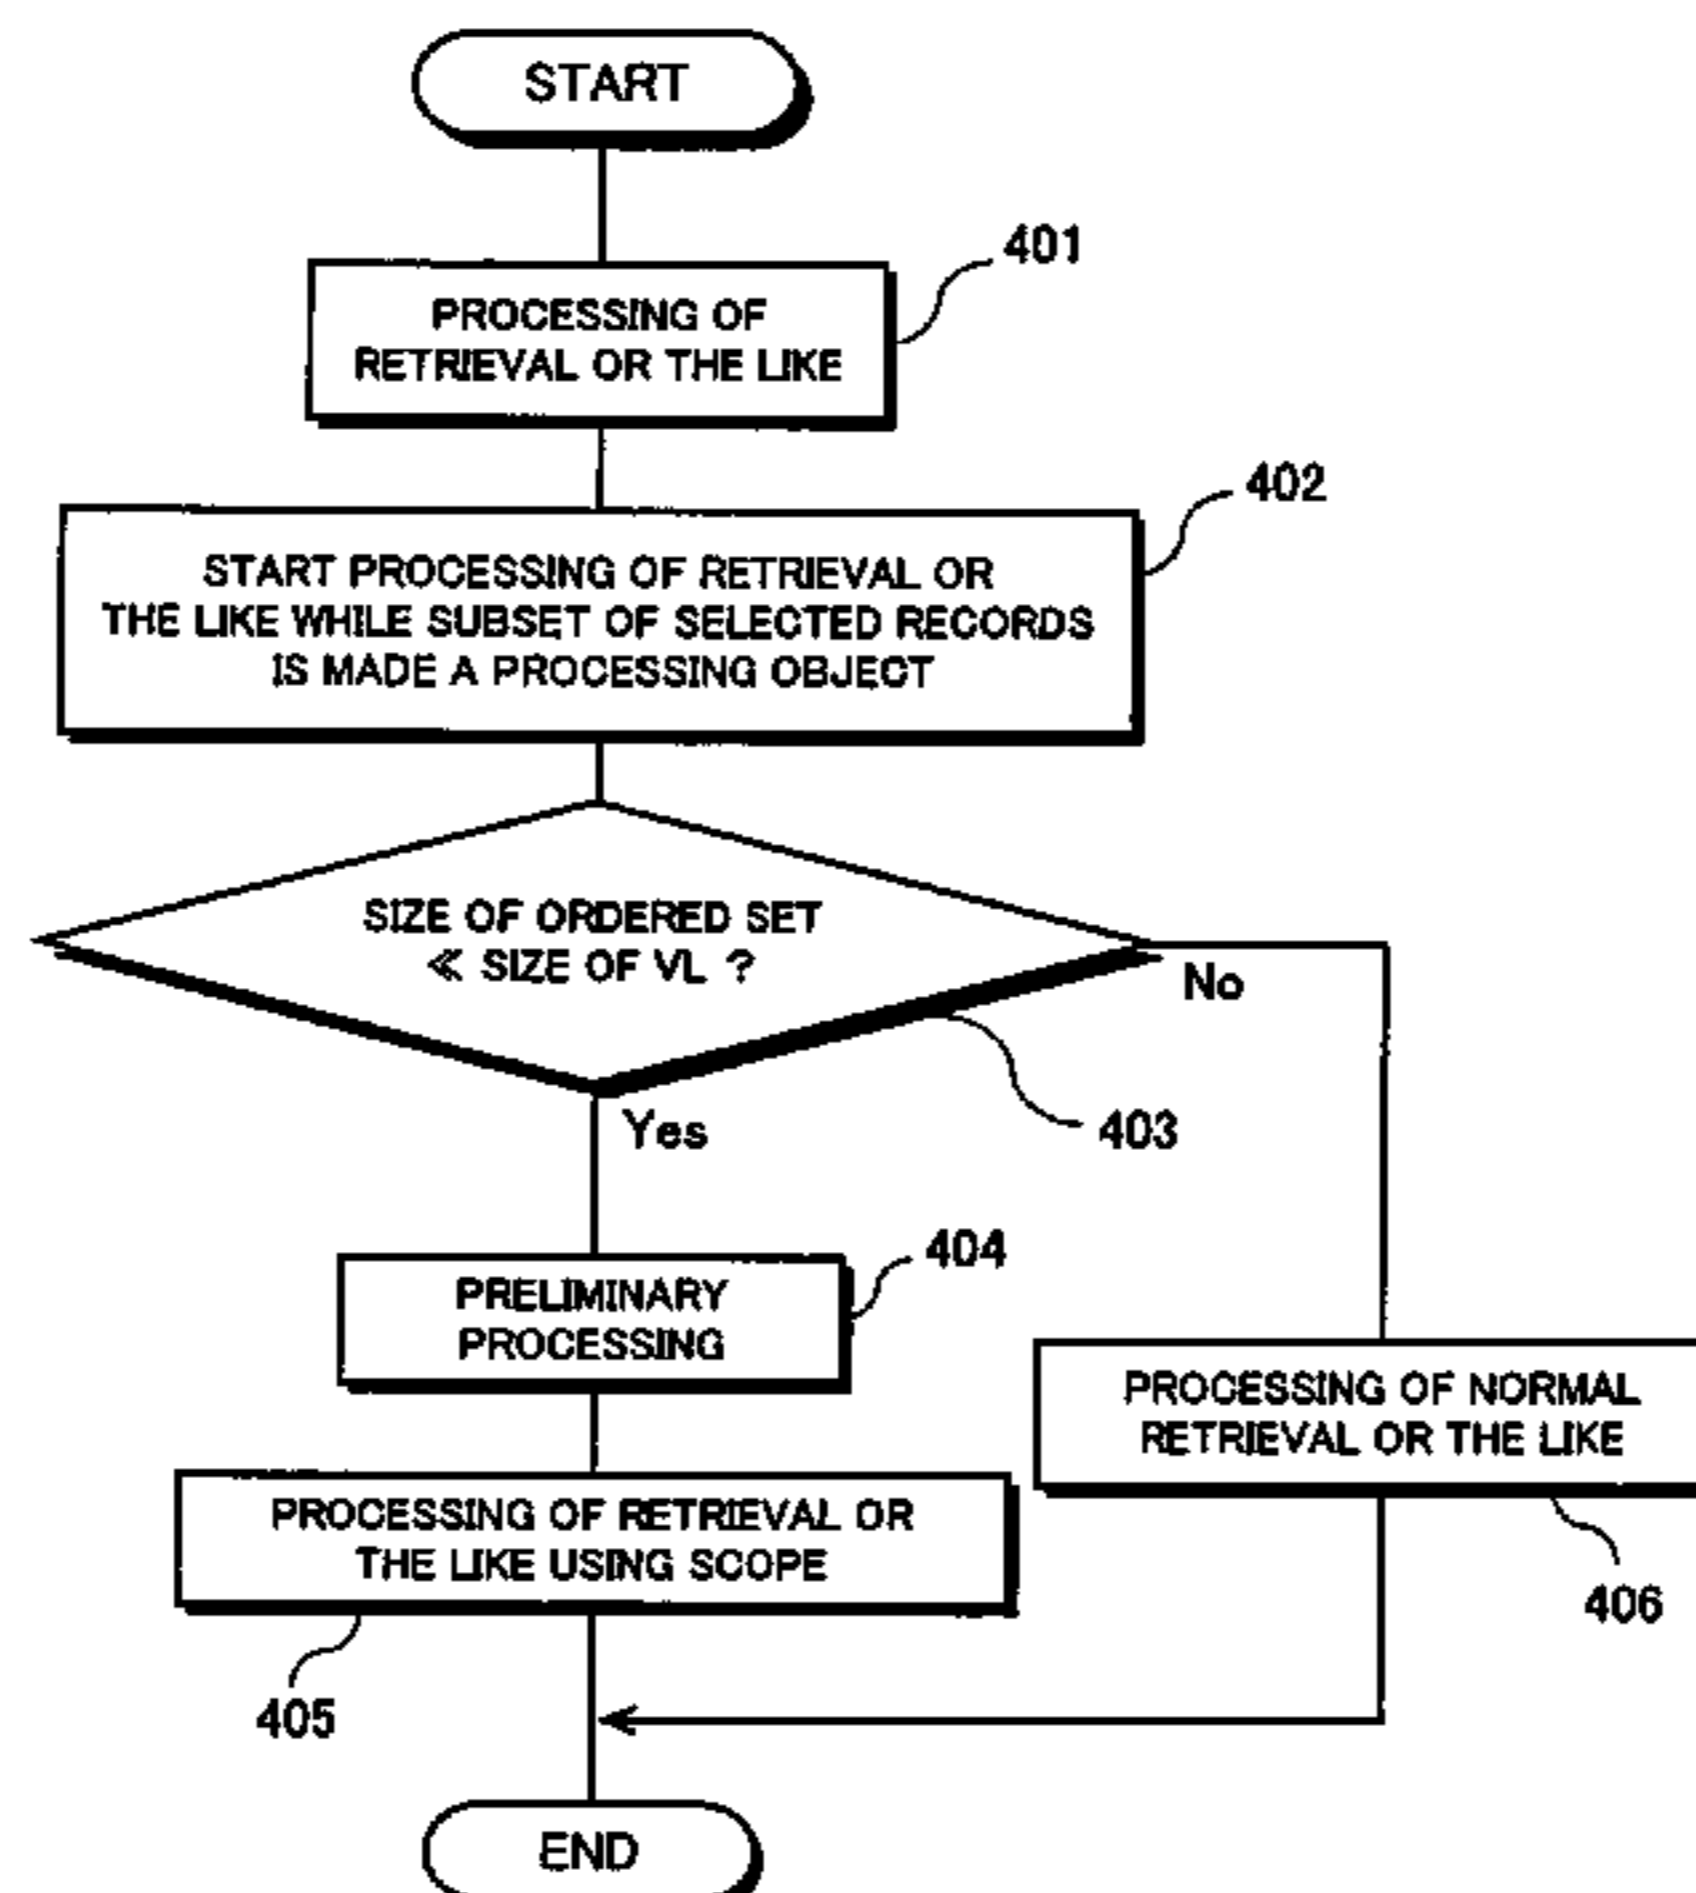 START
401
PROCESSING OF
RETRIEVAL OR THE LIKE
402
START PROCESSING OF RETRIEVAL OR
THE LIKE WHILE SUBSET OF SELECTED RECORDS
IS MADE A PROCESSING OBJECT
SIZE OF ORDERED SET
≪ SIZE OF VL ?
No
Yes
403
404
PRELIMINARY
PROCESSING
PROCESSING OF NORMAL
RETRIEVAL OR THE LIKE
PROCESSING OF RETRIEVAL OR
THE LIKE USING SCOPE
406
405
END